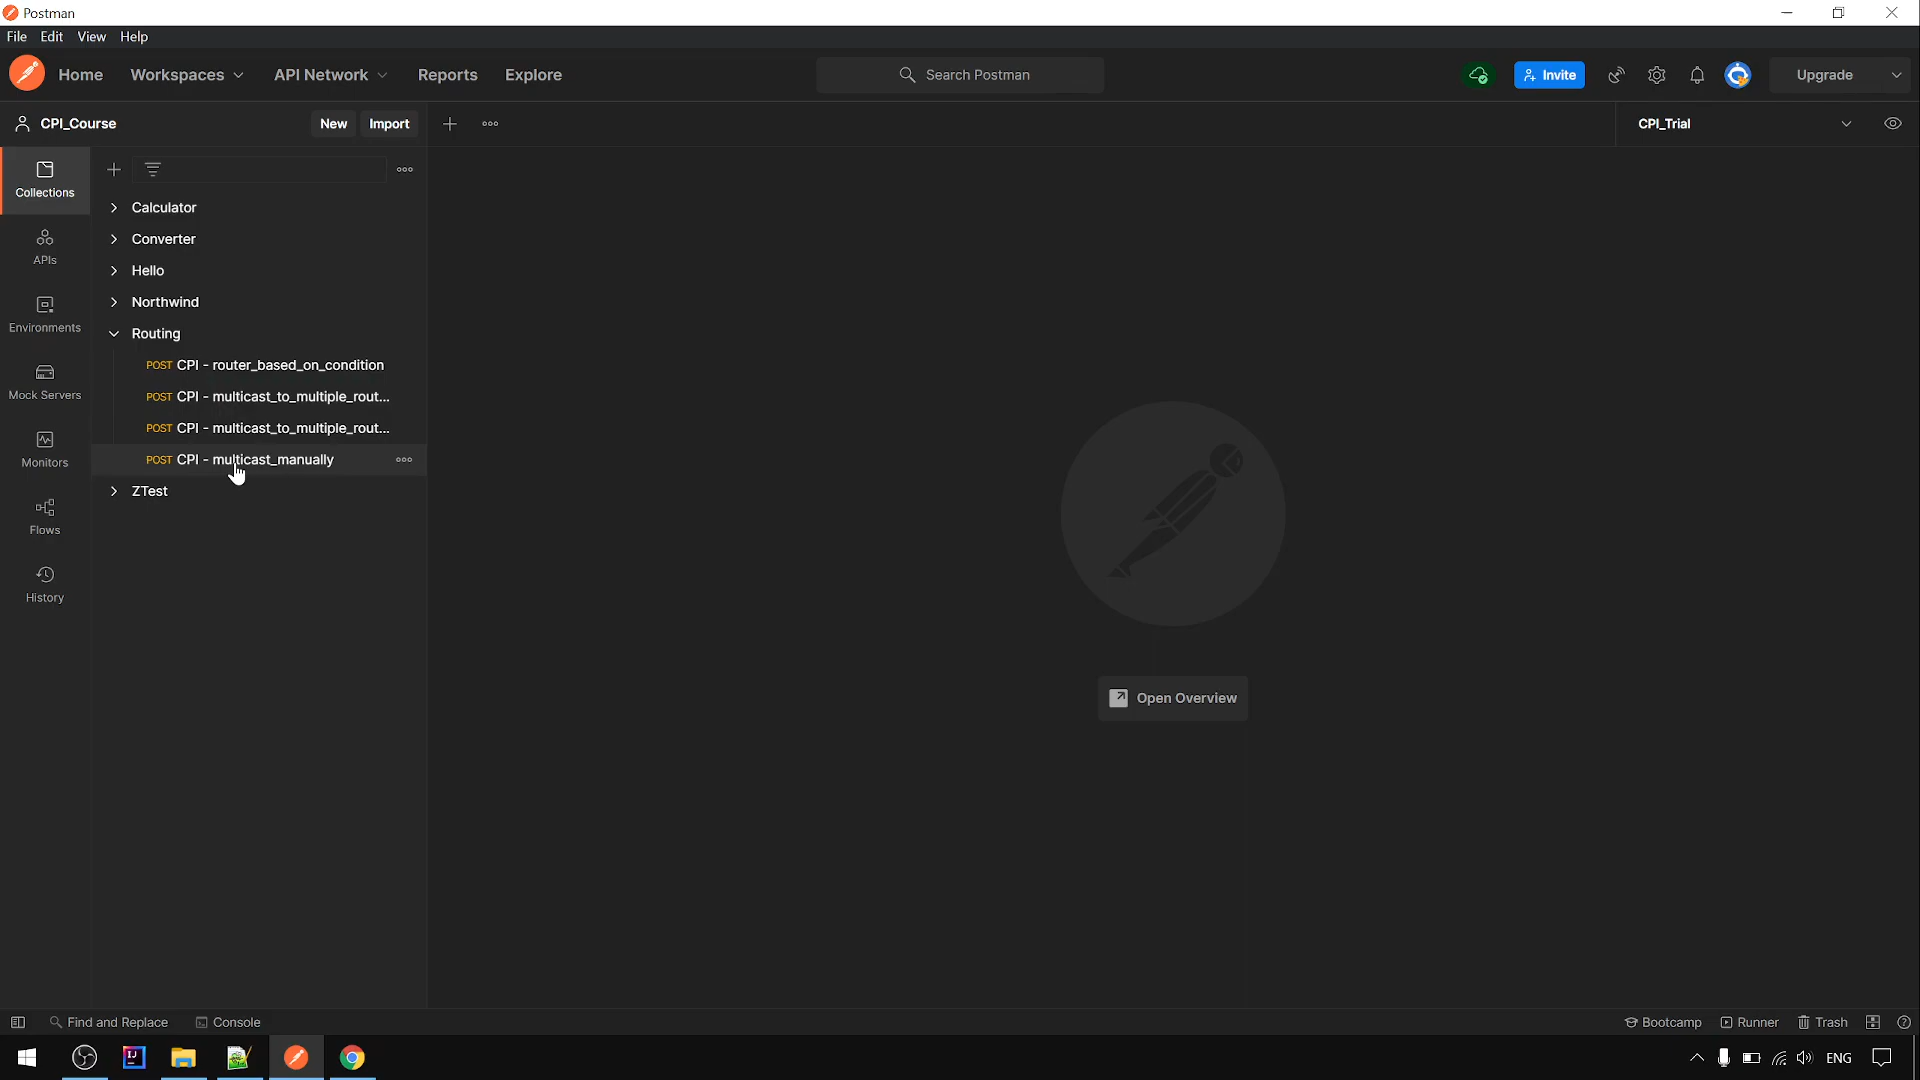 Postman
File Edit View Help
Home Workspaces API Network Reports Explore Search Postman Invite Upgrade
CPI_Course New Import CPI_Trial
Collections
APIs
Environments
Mock Servers
Monitors
Flows
History
Calculator
Converter
Hello
Northwind
Routing
POST CPI - router_based_on_condition
POST CPI - multicast_to_multiple_rout...
POST CPI - multicast_to_multiple_rout...
POST CPI - multicast_manually
ZTest
Open Overview
Find and Replace Console Bootcamp Runner Trash
ENG